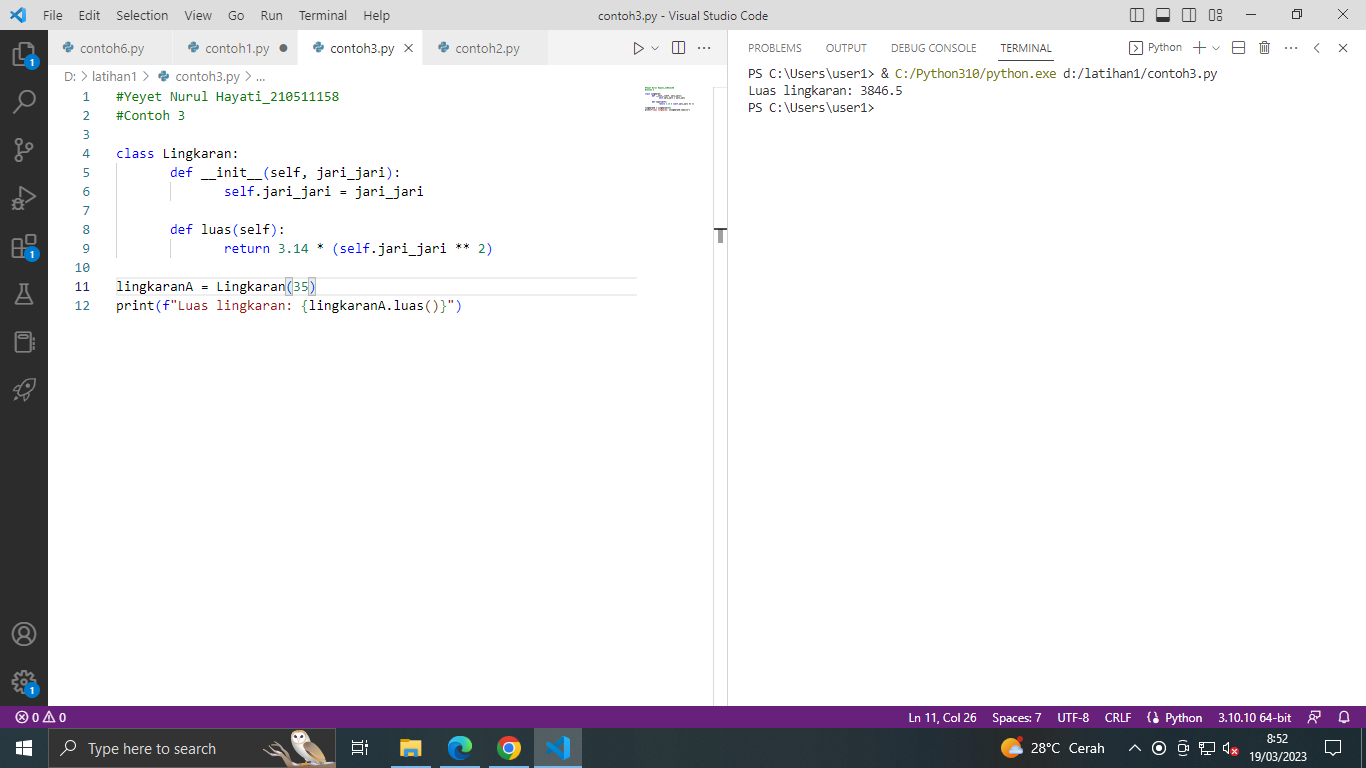 File Edit Selection View Go Run Terminal Help
contoh3.py - Visual Studio Code
contoh6.py
contoh1.py
contoh3.py
contoh2.py
D: > latihan1 > contoh3.py > ...
1 #Yeyet Nurul Hayati_210511158
2 #Contoh 3
3
4 class Lingkaran:
5 def __init__(self, jari_jari):
6 self.jari_jari = jari_jari
7
8 def luas(self):
9 return 3.14 * (self.jari_jari ** 2)
10
11 lingkaranA = Lingkaran(35)
12 print(f"Luas lingkaran: {lingkaranA.luas()}")
PROBLEMS OUTPUT DEBUG CONSOLE TERMINAL
Python
PS C:\Users\user1> & C:/Python310/python.exe d:/latihan1/contoh3.py
Luas lingkaran: 3846.5
PS C:\Users\user1>
1
1
1
0 0
Ln 11, Col 26 Spaces: 7 UTF-8 CRLF Python 3.10.10 64-bit
Type here to search
28°C Cerah
8:52
19/03/2023